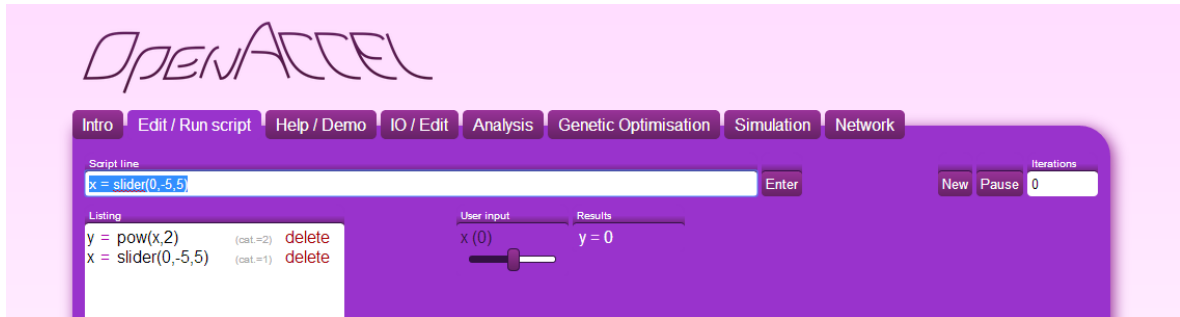 OpenAccel
Intro Edit / Run script Help / Demo IO / Edit Analysis Genetic Optimisation Simulation Network
Script line Iterations
x = slider(0,-5,5) Enter New Pause 0
Listing User input Results
y = pow(x,2) (cat.=2) delete x (0) y = 0
x = slider(0,-5,5) (cat.=1) delete